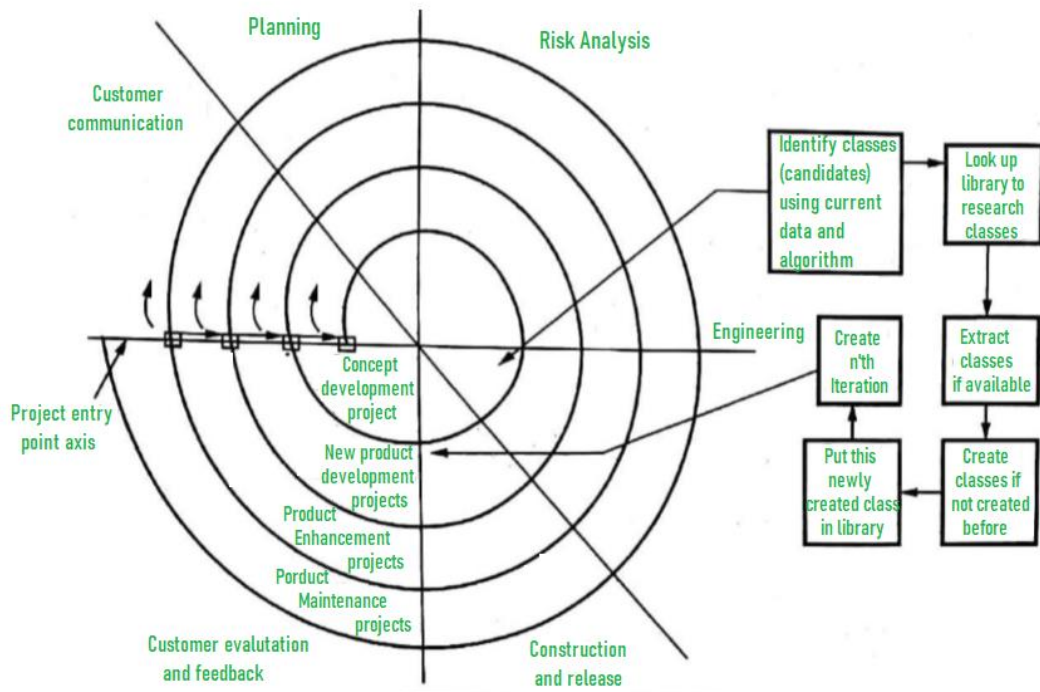 Planning
Risk Analysis
Customer
communication
Identify classes
(candidates)
using current
data and
algorithm
Look up
library to
research
classes
Engineering
Create
n'th
Iteration
Extract
classes
if available
Project entry
point axis
Concept
development
project
New product
development
projects
Put this
newly
created class
in library
Create
classes if
not created
before
Product
Enhancement
projects
Porduct
Maintenance
projects
Customer evalutation
and feedback
Construction
and release